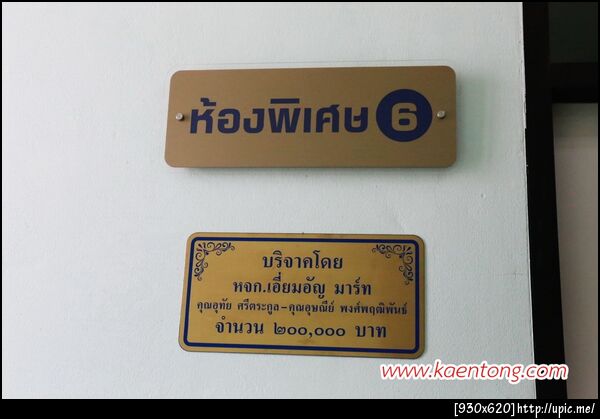 ห้องพิเศษ 6
บริจาคโดย
หจก.เอี่ยมอัญ มาร์ท
คุณอุทัย ศรีตระกูล-คุณอุษณีย์ พงศ์พฤฒิพันธ์
จำนวน ๒๐๐,๐๐๐ บาท
www.kaentong.com
[930x620]http://upic.me/